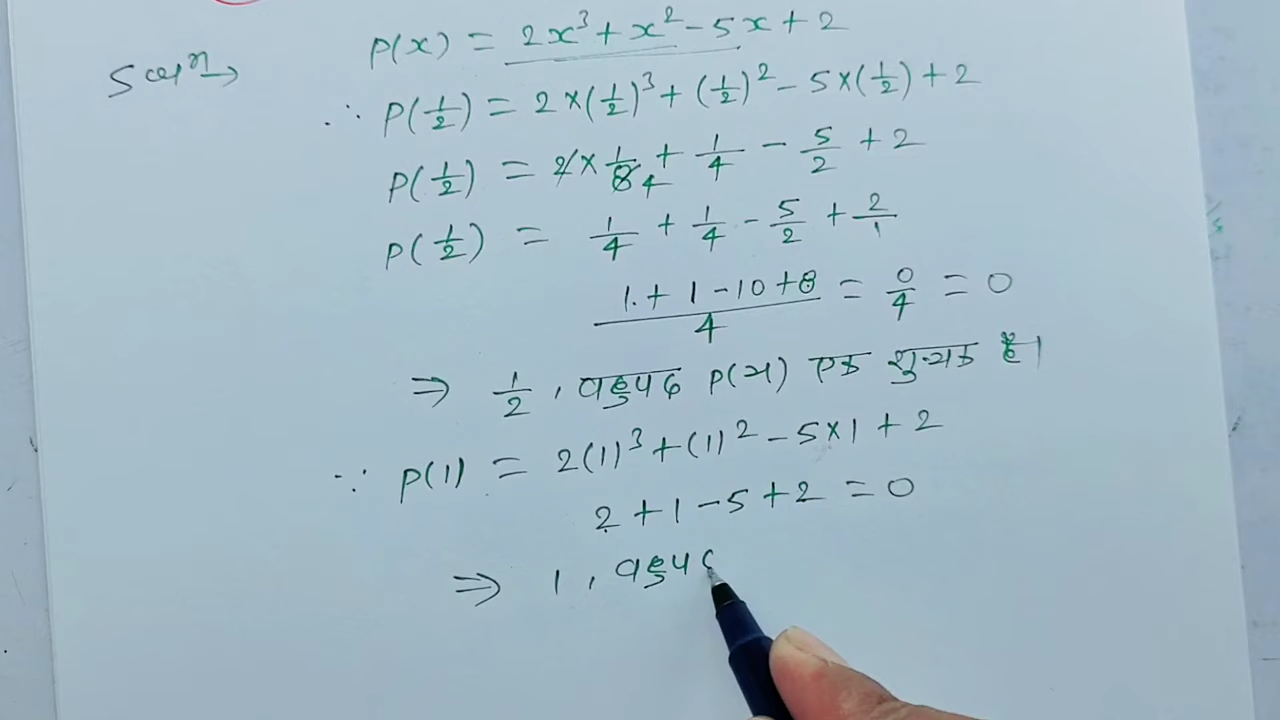 Solⁿ→ P(x) = 2x³ + x² - 5x + 2
∴ P(1/2) = 2×(1/2)³ + (1/2)² - 5×(1/2) + 2
P(1/2) = 2×1/8 4 + 1/4 - 5/2 + 2
P(1/2) = 1/4 + 1/4 - 5/2 + 2/1
(1 + 1 - 10 + 8)/4 = 0/4 = 0
⇒ 1/2, बहुपद P(x) एक शुन्यक है।
∵ P(1) = 2(1)³ + (1)² - 5×1 + 2
2 + 1 - 5 + 2 = 0
⇒ 1, बहुप